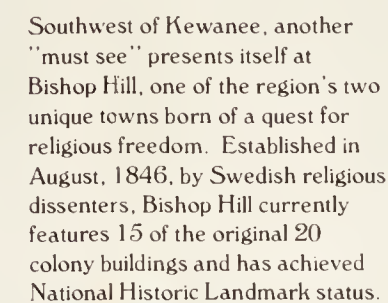 Southwest of Kewanee, another
"must see" presents itself at
Bishop Hill, one of the region's two
unique towns born of a quest for
religious freedom. Established in
August, 1846, by Swedish religious
dissenters, Bishop Hill currently
features 15 of the original 20
colony buildings and has achieved
National Historic Landmark status.